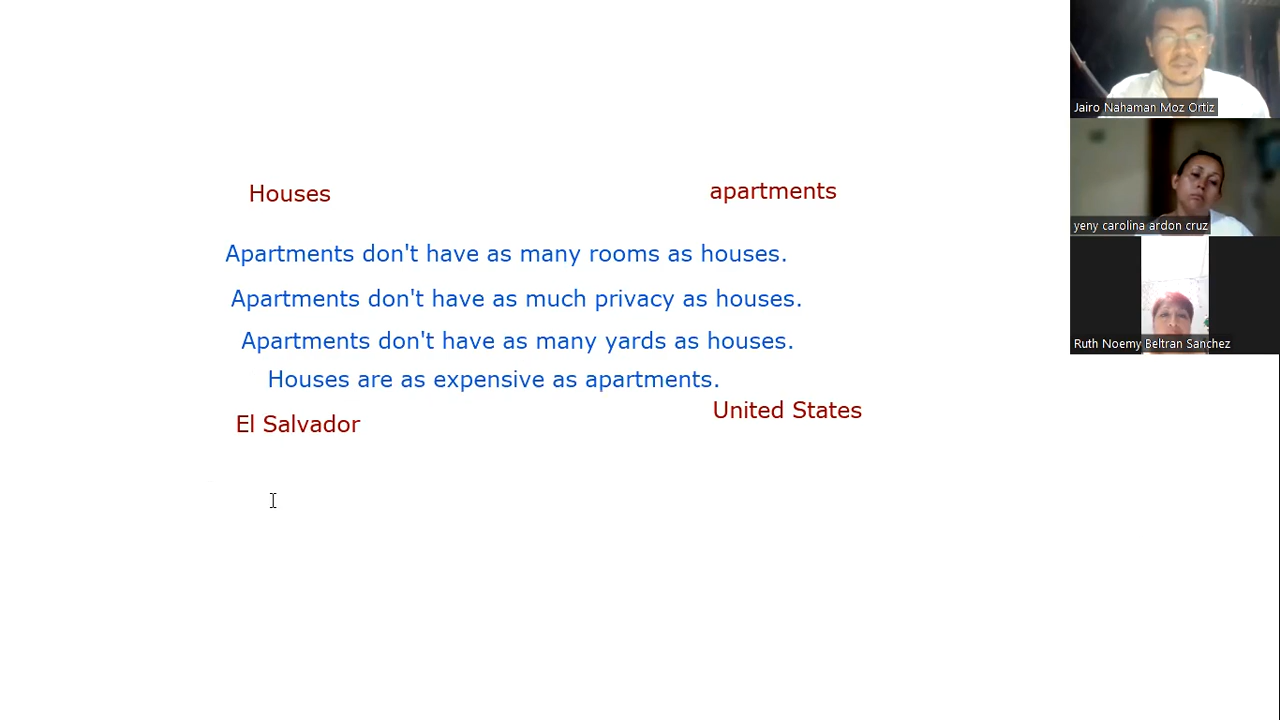 Houses apartments
Apartments don't have as many rooms as houses.
Apartments don't have as much privacy as houses.
Apartments don't have as many yards as houses.
Houses are as expensive as apartments.
El Salvador United States
Jairo Nahaman Moz Ortiz
yeny carolina ardon cruz
Ruth Noemy Beltran Sanchez